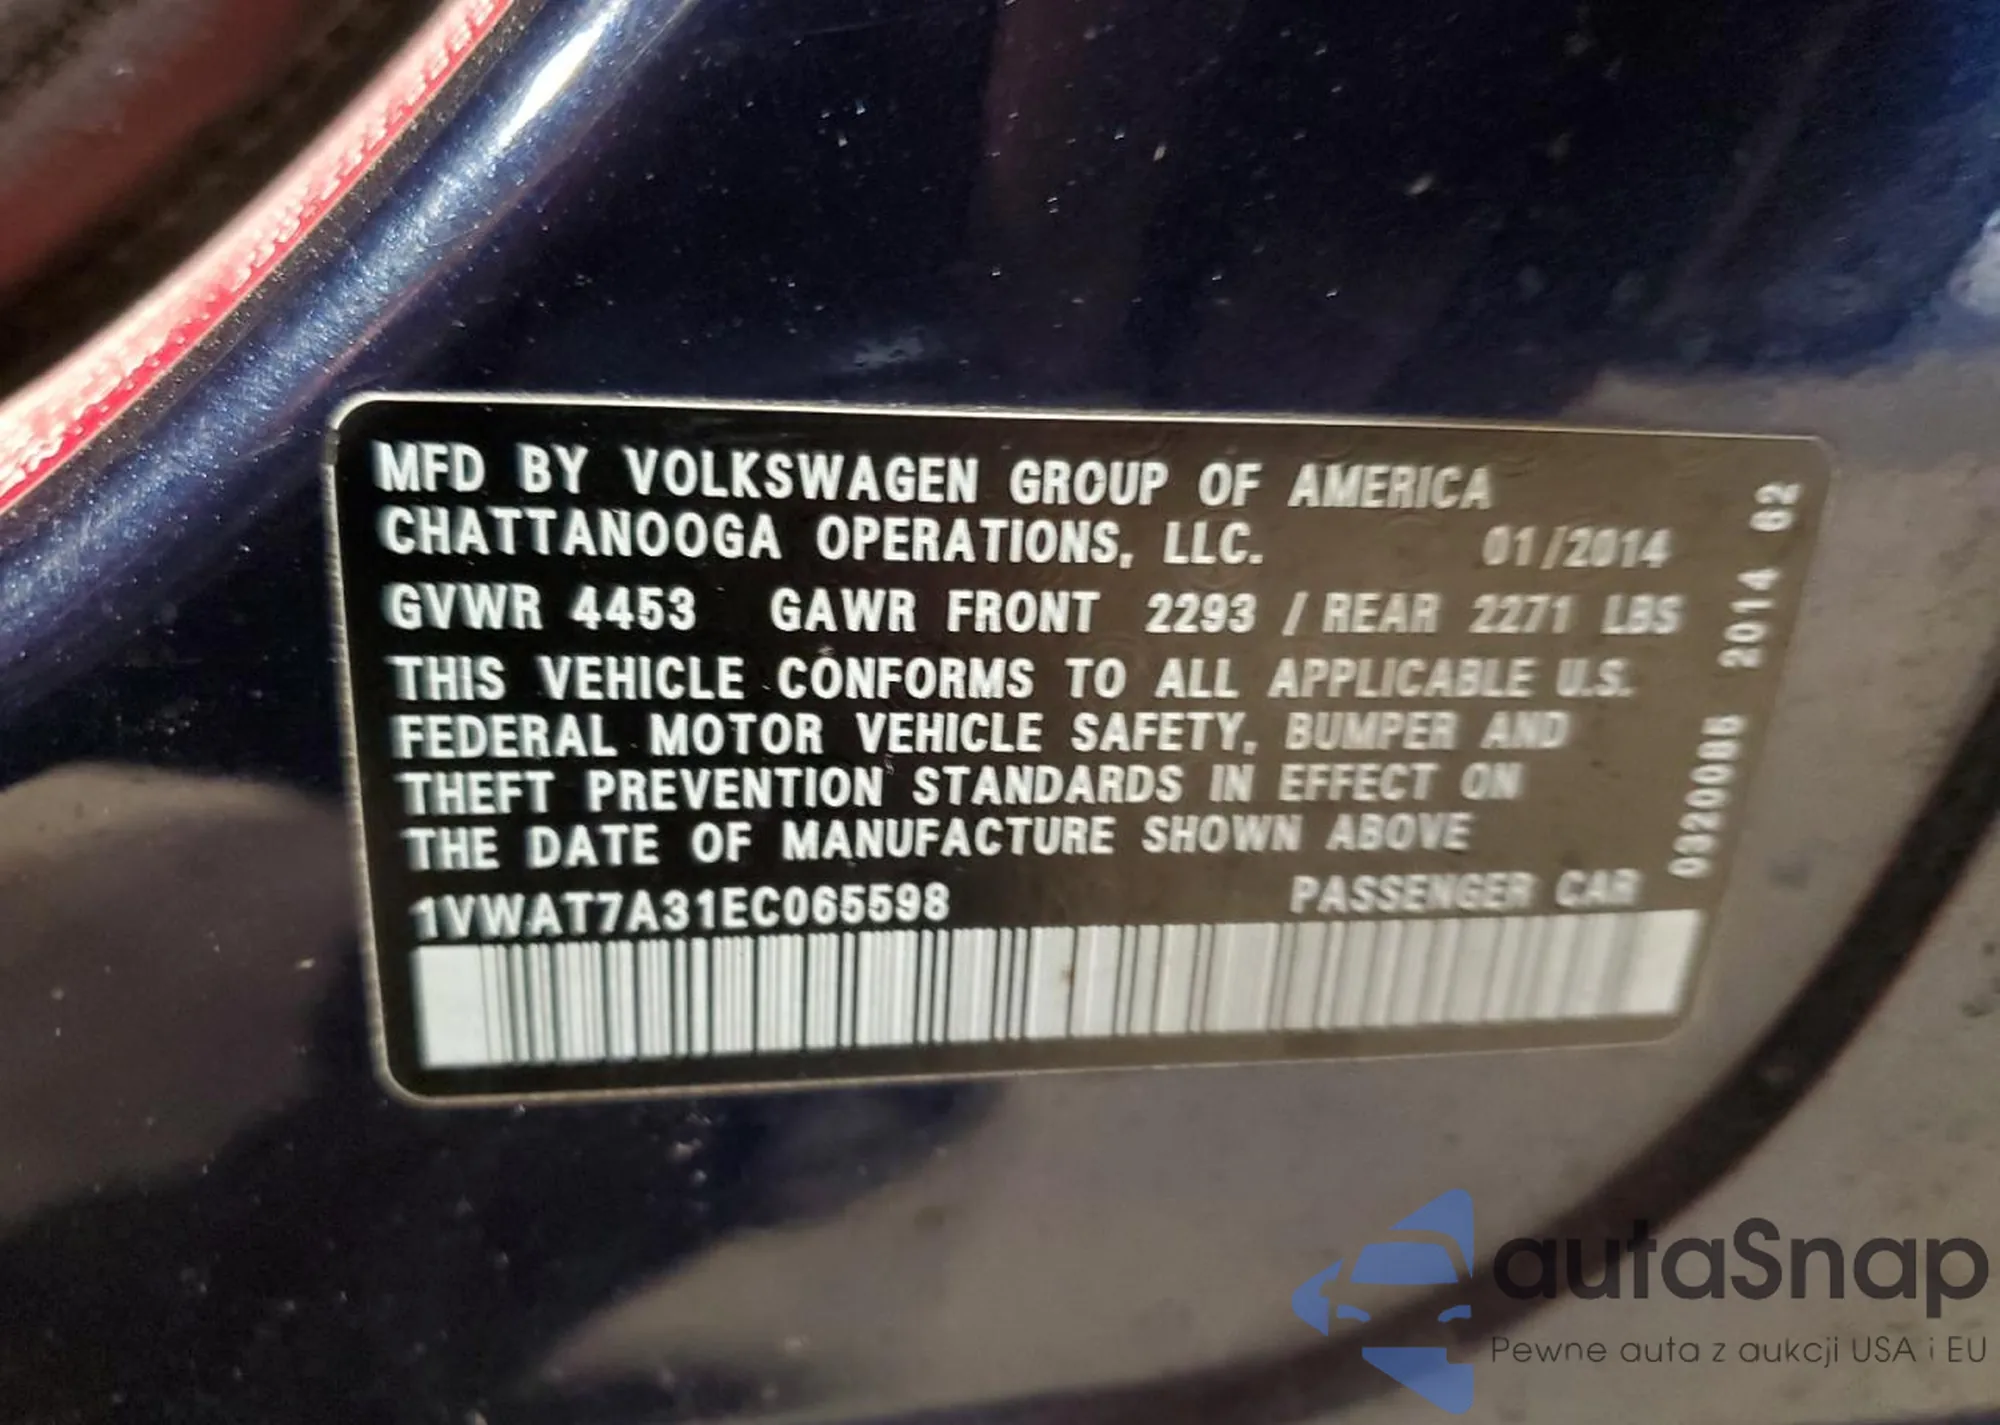 MFD BY VOLKSWAGEN GROUP OF AMERICA
CHATTANOOGA OPERATIONS, LLC. 01/2014
GVWR 4453 GAWR FRONT 2293 / REAR 2271 LBS
THIS VEHICLE CONFORMS TO ALL APPLICABLE U.S.
FEDERAL MOTOR VEHICLE SAFETY, BUMPER AND
THEFT PREVENTION STANDARDS IN EFFECT ON
THE DATE OF MANUFACTURE SHOWN ABOVE
1VWAT7A31EC065598 PASSENGER CAR
0320085 2014 62
autaSnap
Pewne auta z aukcji USA i EU